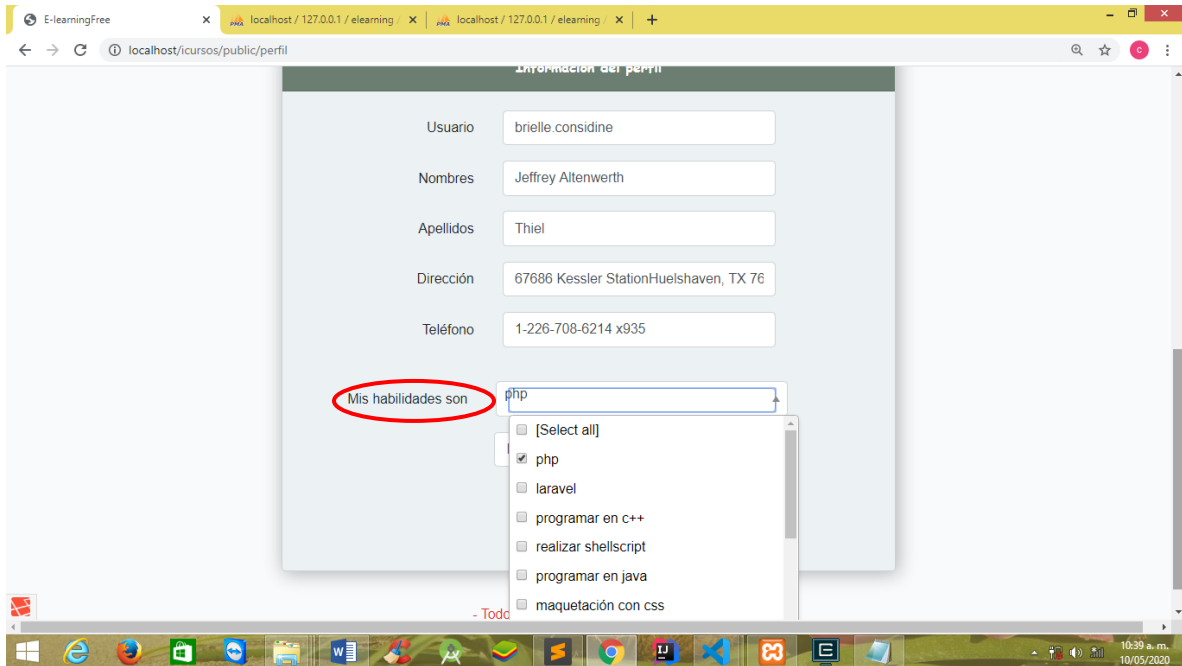 E-learningFree
localhost / 127.0.0.1 / elearning /
localhost / 127.0.0.1 / elearning /
localhost/icursos/public/perfil
Información del perfil
Usuario brielle.considine
Nombres Jeffrey Altenwerth
Apellidos Thiel
Dirección 67686 Kessler StationHuelshaven, TX 76
Teléfono 1-226-708-6214 x935
Mis habilidades son php
[Select all]
php
laravel
programar en c++
realizar shellscript
programar en java
maquetación con css
- Todo
10:39 a. m.
10/05/2020